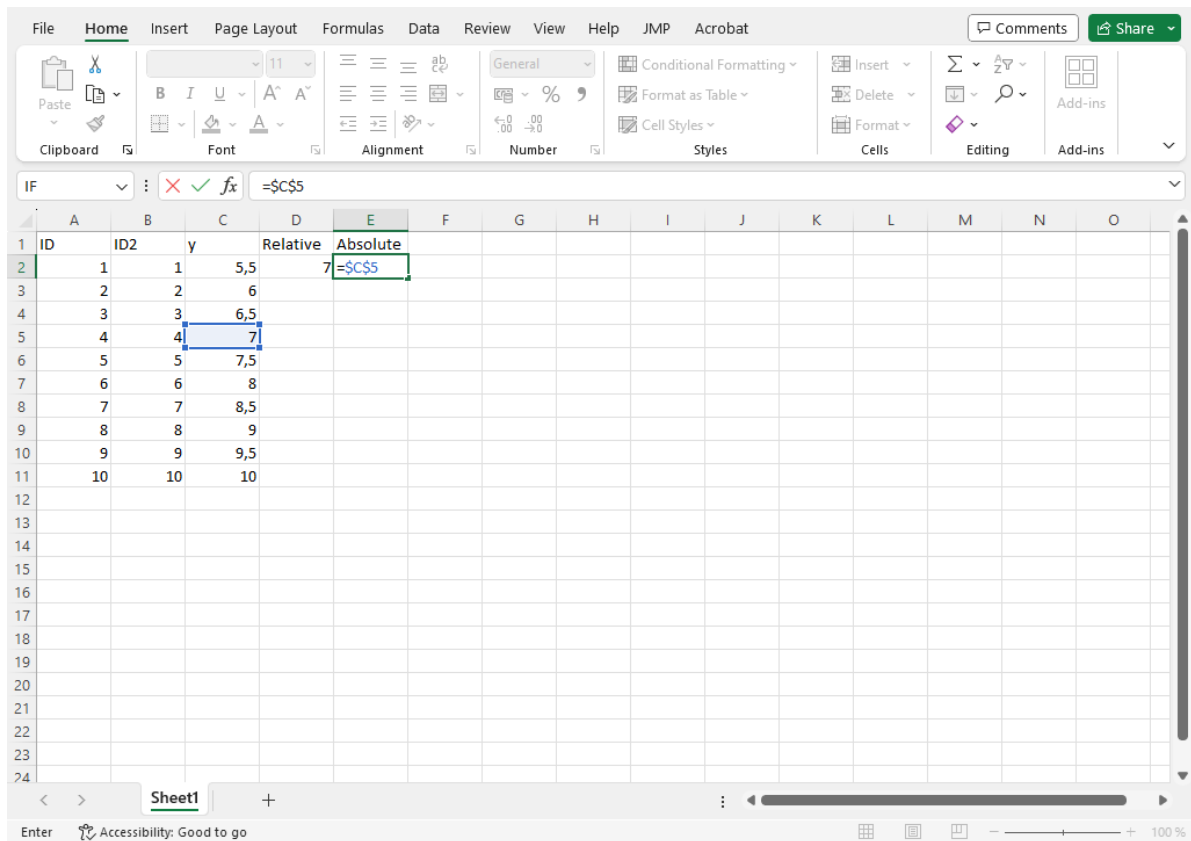 File Home Insert Page Layout Formulas Data Review View Help JMP Acrobat Comments Share
11 ab General Conditional Formatting Insert Σ A Z
Paste B I U A A % 9 Format as Table Delete Add-ins
A Cell Styles Format
Clipboard Font Alignment Number Styles Cells Editing Add-ins
IF fx =$C$5
A B C D E F G H I J K L M N O
1 ID ID2 y Relative Absolute
2 1 1 5,5 7 =$C$5
3 2 2 6
4 3 3 6,5
5 4 4 7
6 5 5 7,5
7 6 6 8
8 7 7 8,5
9 8 8 9
10 9 9 9,5
11 10 10 10
12
13
14
15
16
17
18
19
20
21
22
23
24
Sheet1
Enter Accessibility: Good to go 100 %